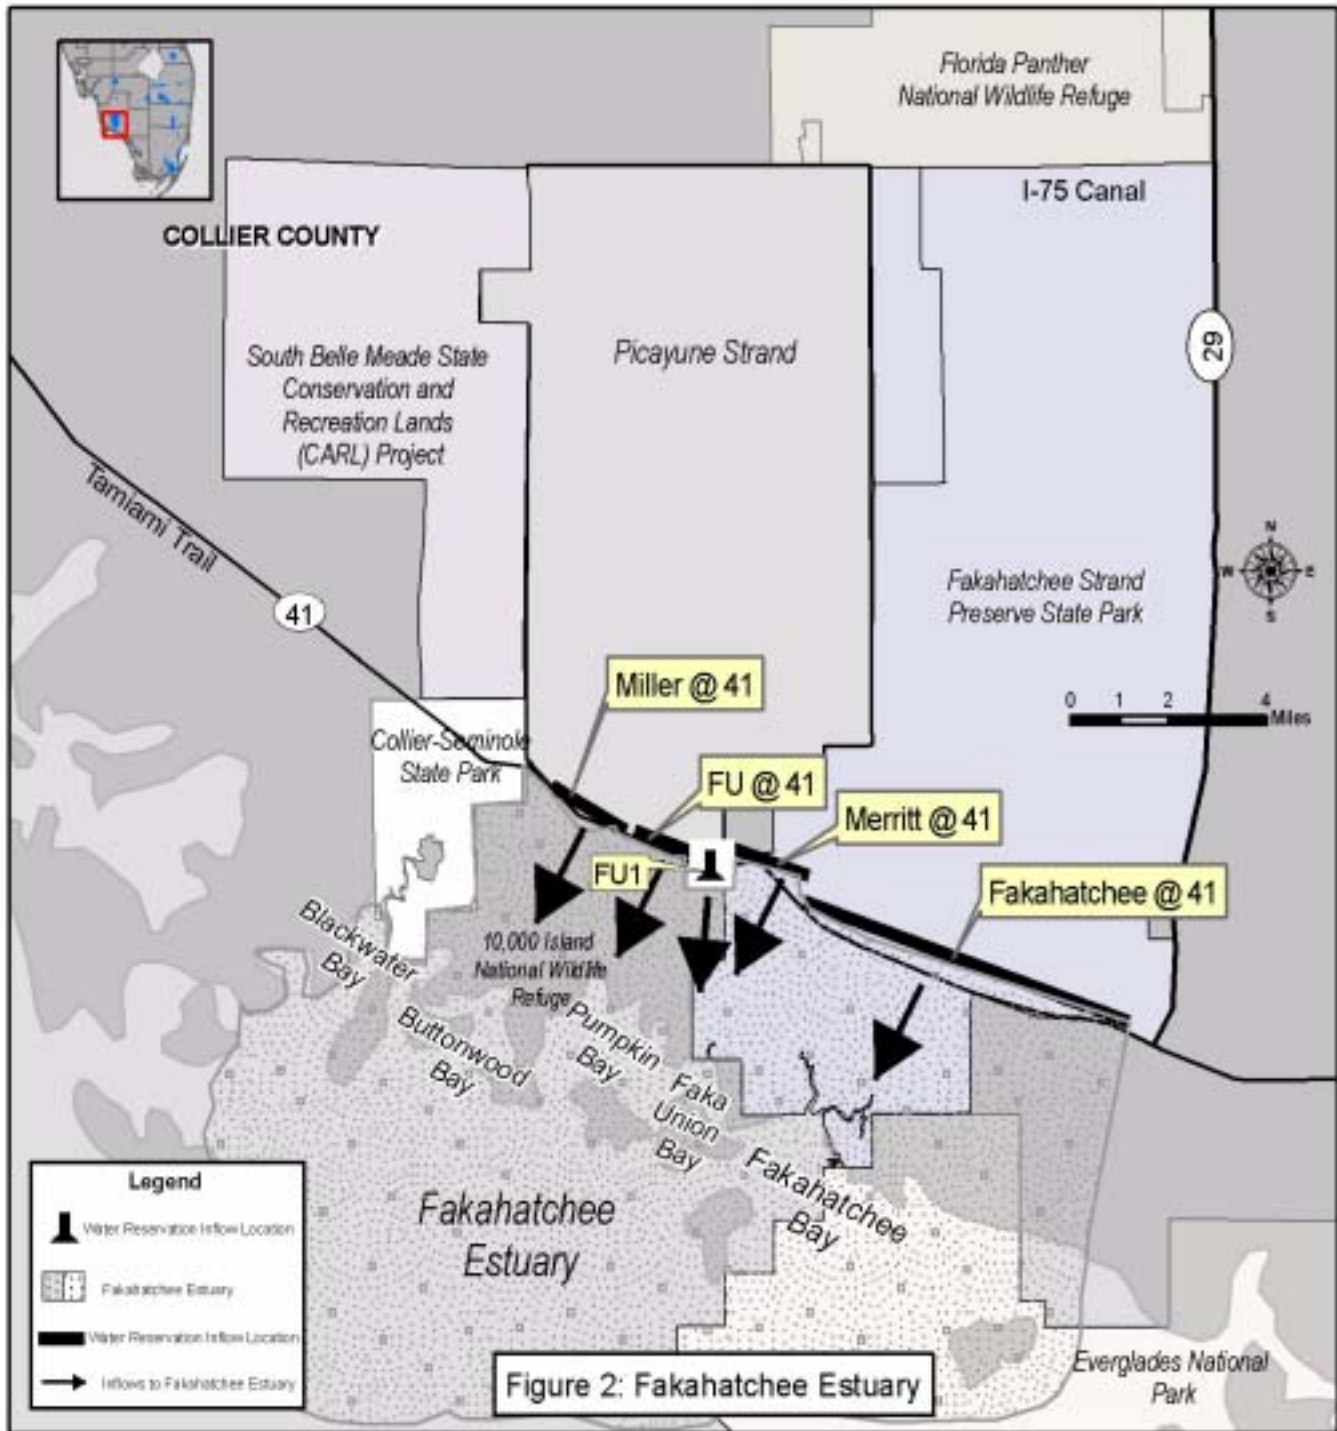 Florida Panther
National Wildlife Refuge
I-75 Canal
COLLIER COUNTY
29
South Belle Meade State
Conservation and
Recreation Lands
(CARL) Project
Picayune Strand
Tamiami Trail
41
Fakahatchee Strand
Preserve State Park
N
W
E
S
0 1 2 4
Miles
Miller @ 41
Collier-Seminole
State Park
FU @ 41
Merritt @ 41
FU1
Fakahatchee @ 41
10,000 Island
National Wildlife
Refuge
Blackwater
Bay
Buttonwood
Bay
Pumpkin
Bay
Faka
Union
Bay
Fakahatchee
Bay
Fakahatchee
Estuary
Everglades National
Park
Legend
Water Reservation Inflow Location
Fakahatchee Estuary
Water Reservation Inflow Location
Inflows to Fakahatchee Estuary
Figure 2: Fakahatchee Estuary